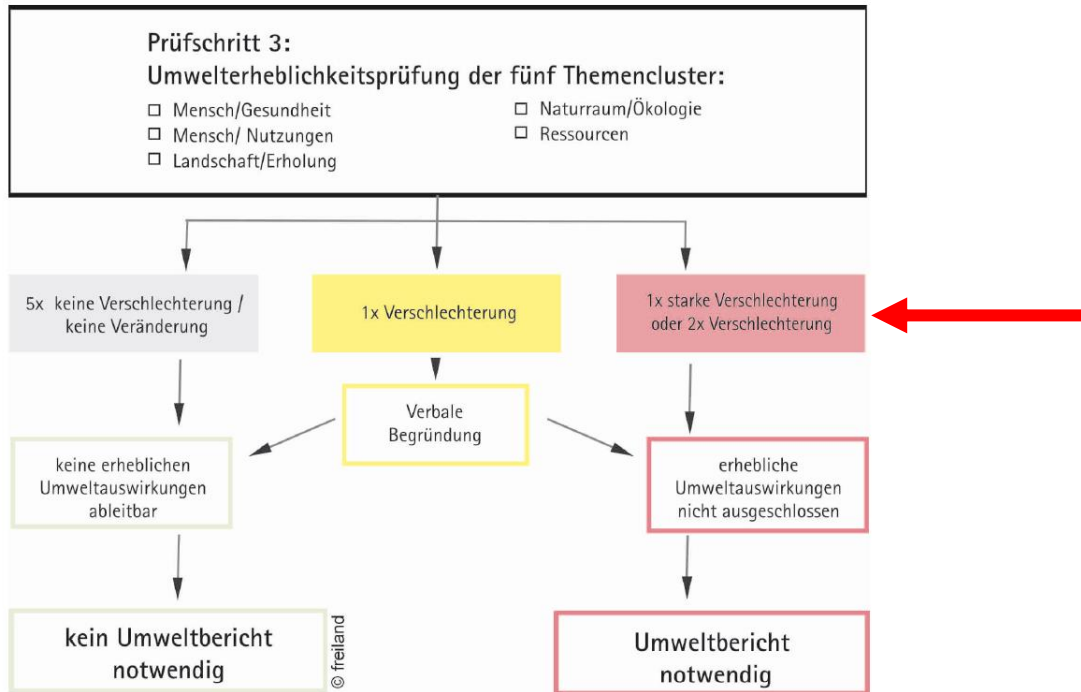 Prüfschritt 3:
Umwelterheblichkeitsprüfung der fünf Themencluster:
Mensch/Gesundheit
Mensch/ Nutzungen
Landschaft/Erholung
Naturraum/Ökologie
Ressourcen
5x keine Verschlechterung /
keine Veränderung
1x Verschlechterung
1x starke Verschlechterung
oder 2x Verschlechterung
Verbale
Begründung
keine erheblichen
Umweltauswirkungen
ableitbar
erhebliche
Umweltauswirkungen
nicht ausgeschlossen
kein Umweltbericht
notwendig
© freiland
Umweltbericht
notwendig